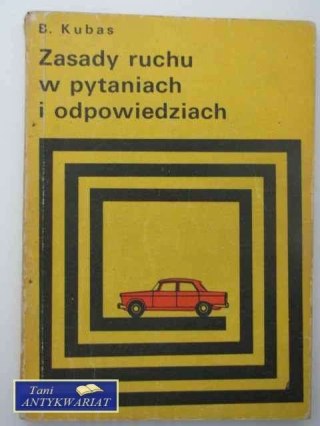 B. Kubas
Zasady ruchu
w pytaniach
i odpowiedziach
Tani
ANTYKWARIAT